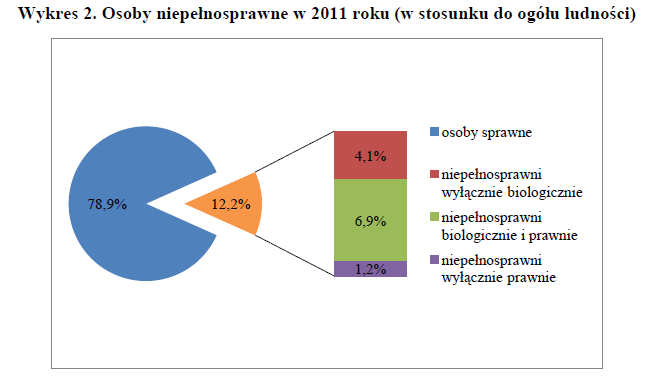 Wykres 2. Osoby niepełnosprawne w 2011 roku (w stosunku do ogółu ludności)
78,9%
12,2%
4,1%
6,9%
1,2%
osoby sprawne
niepełnosprawni
wyłącznie biologicznie
niepełnosprawni
biologicznie i prawnie
niepełnosprawni
wyłącznie prawnie